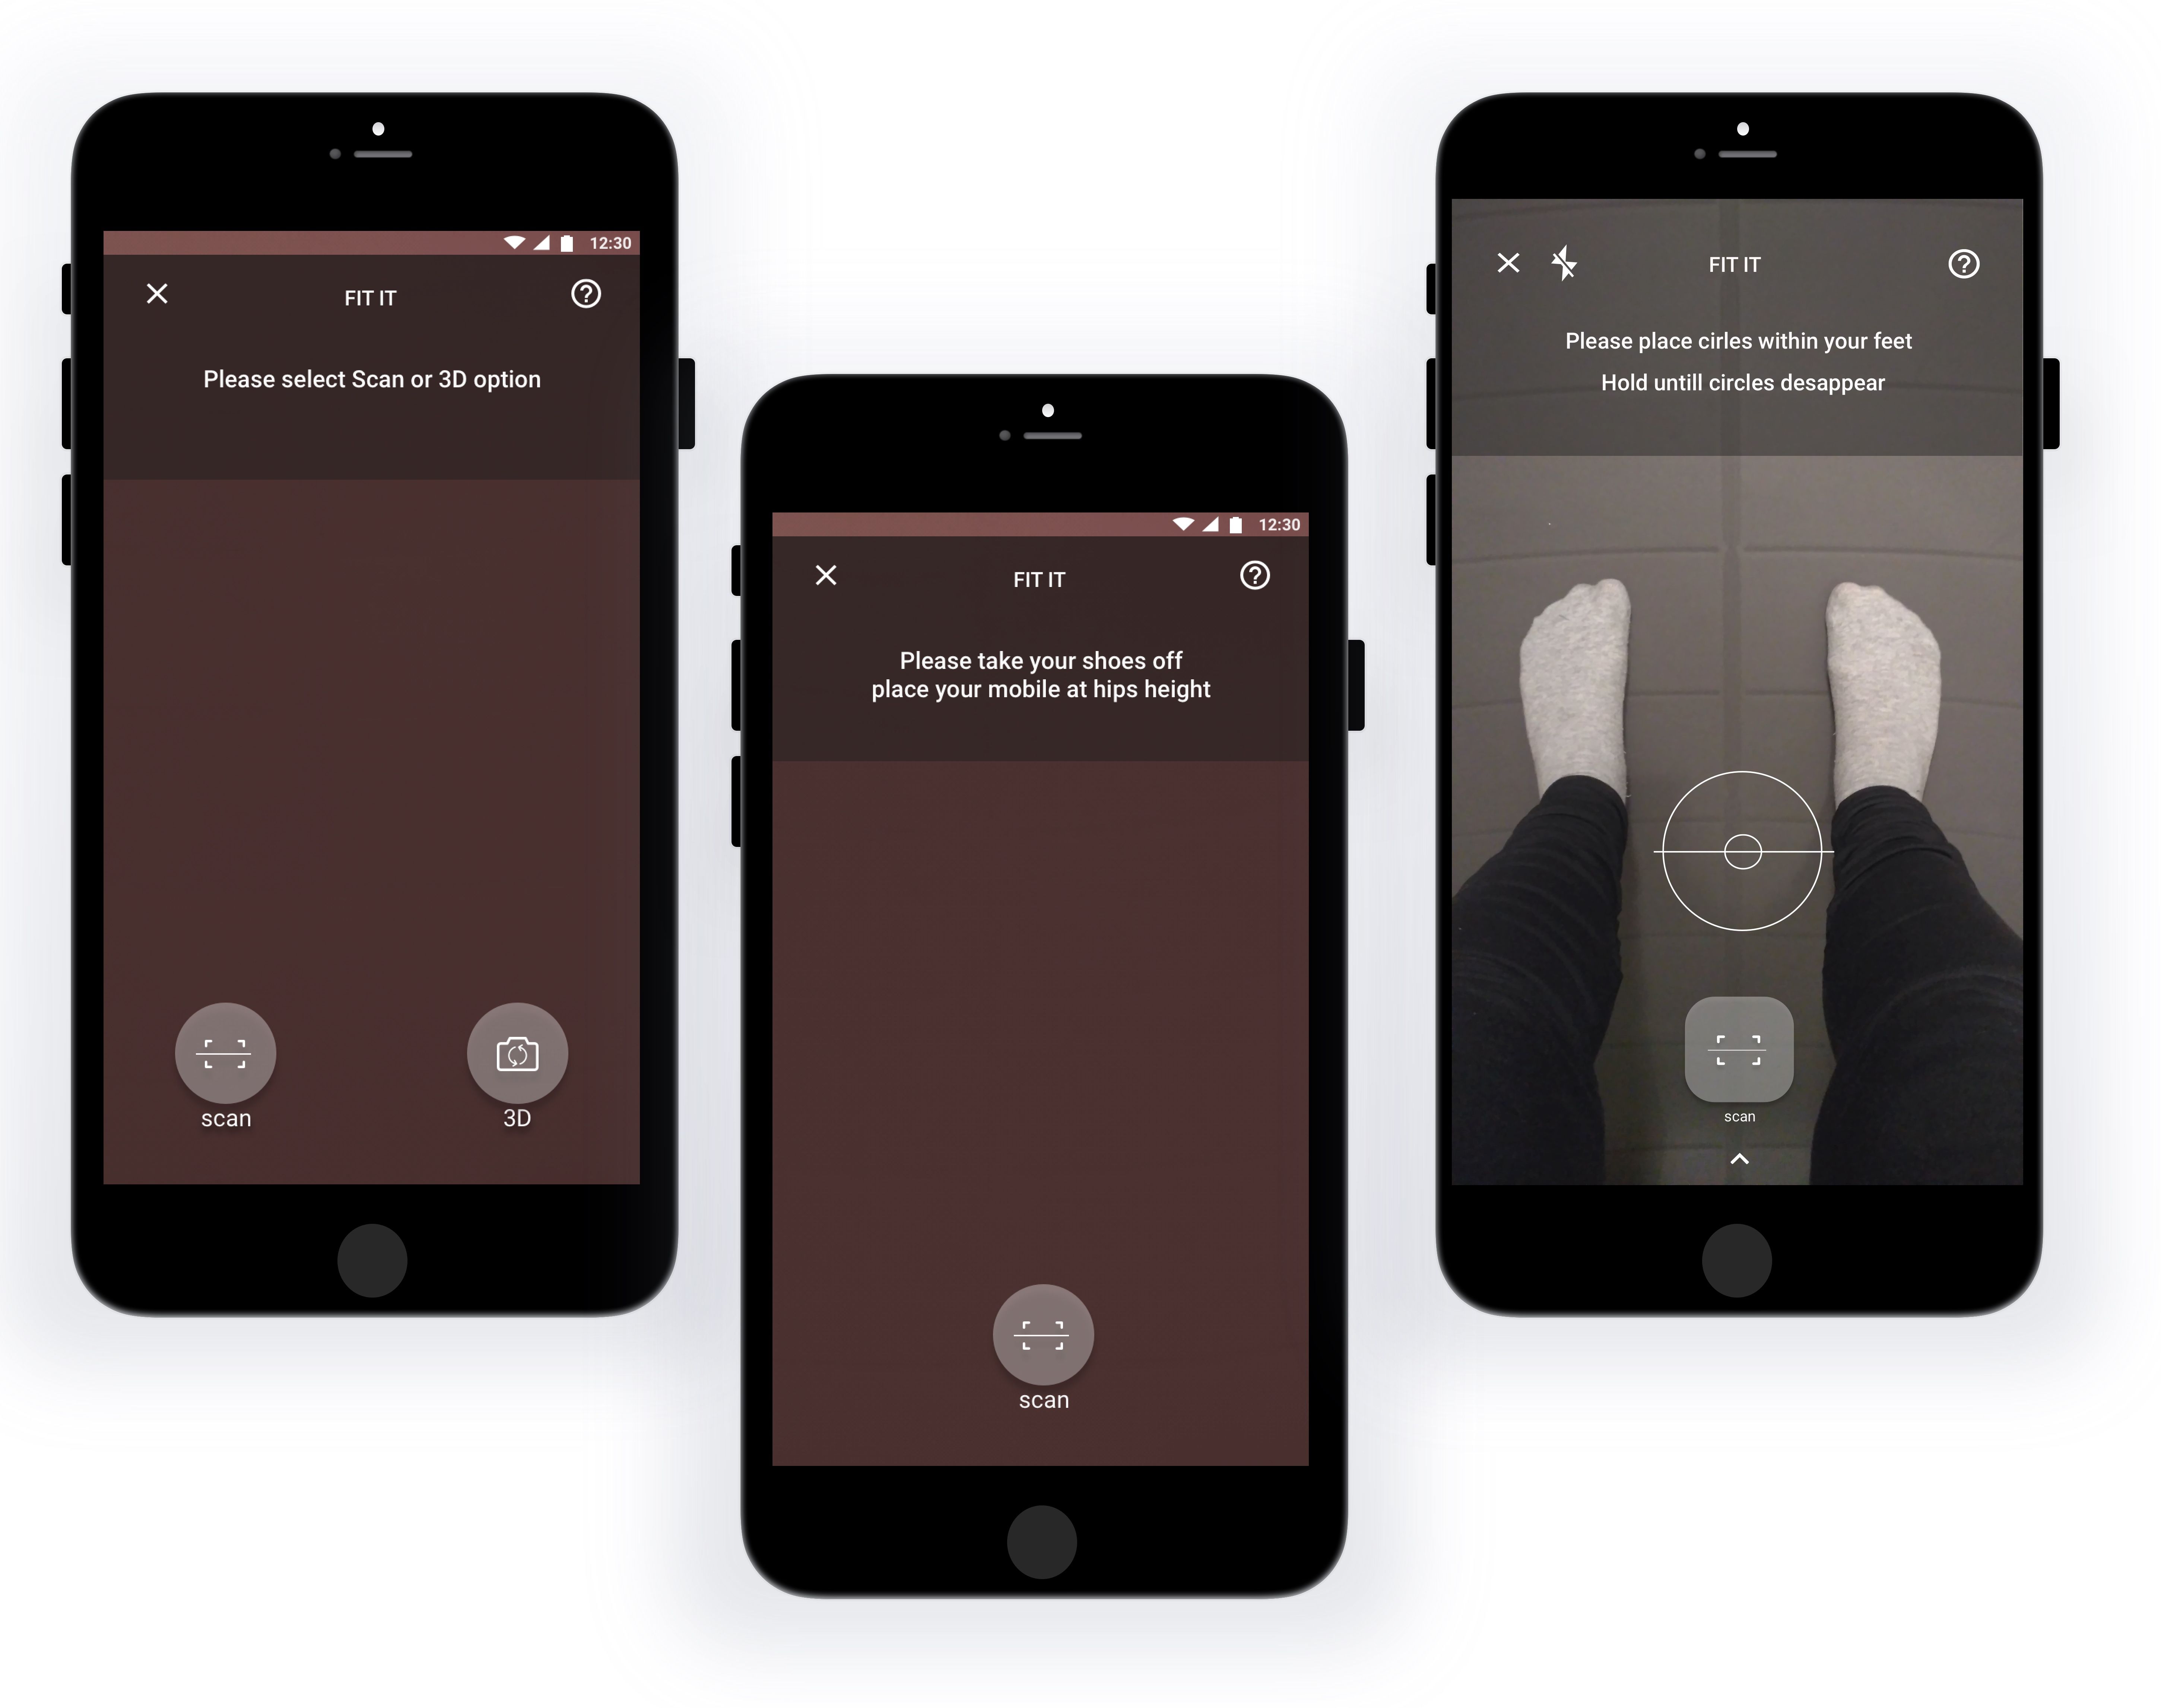 12:30
FIT IT
Please select Scan or 3D option
scan
3D
12:30
FIT IT
Please take your shoes off
place your mobile at hips height
scan
FIT IT
Please place cirles within your feet
Hold untill circles desappear
scan